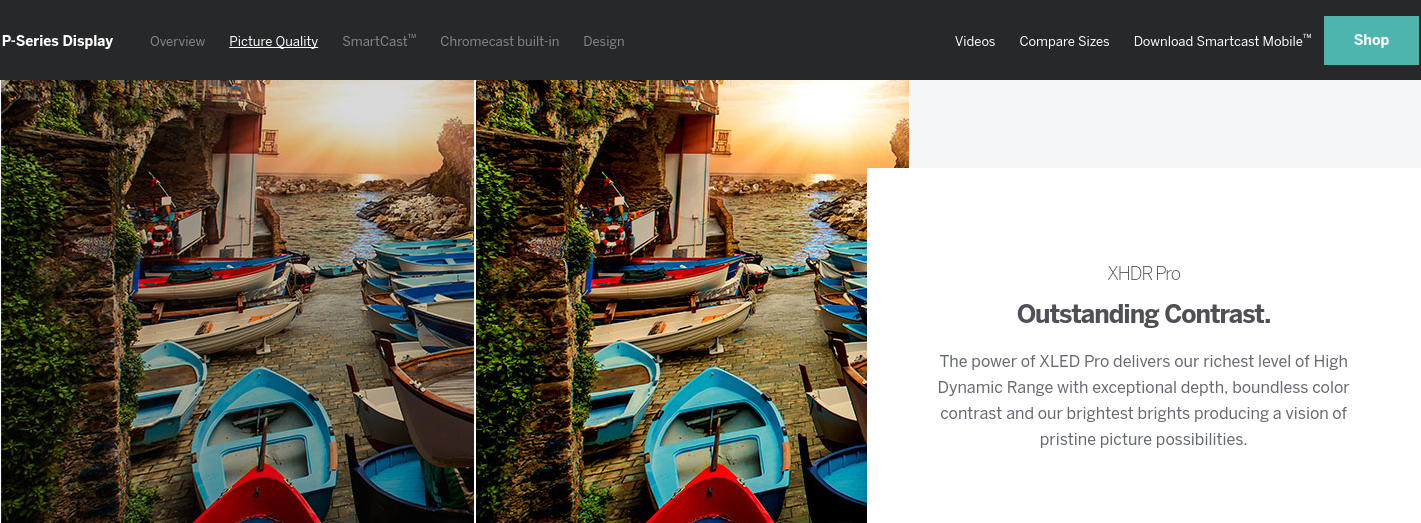 P-Series Display Overview Picture Quality SmartCast™ Chromecast built-in Design Videos Compare Sizes Download Smartcast Mobile™ Shop
XHDR Pro
Outstanding Contrast.
The power of XLED Pro delivers our richest level of High
Dynamic Range with exceptional depth, boundless color
contrast and our brightest brights producing a vision of
pristine picture possibilities.